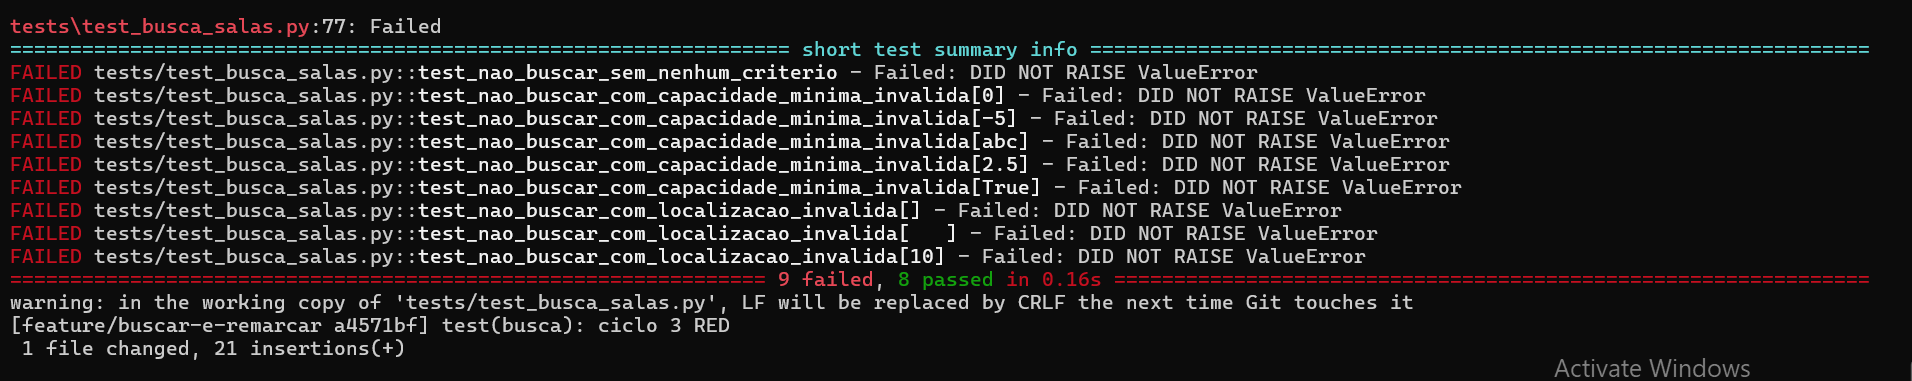 tests\test_busca_salas.py:77: Failed
================================================================= short test summary info =================================================================
FAILED tests/test_busca_salas.py::test_nao_buscar_sem_nenhum_criterio - Failed: DID NOT RAISE ValueError
FAILED tests/test_busca_salas.py::test_nao_buscar_com_capacidade_minima_invalida[0] - Failed: DID NOT RAISE ValueError
FAILED tests/test_busca_salas.py::test_nao_buscar_com_capacidade_minima_invalida[-5] - Failed: DID NOT RAISE ValueError
FAILED tests/test_busca_salas.py::test_nao_buscar_com_capacidade_minima_invalida[abc] - Failed: DID NOT RAISE ValueError
FAILED tests/test_busca_salas.py::test_nao_buscar_com_capacidade_minima_invalida[2.5] - Failed: DID NOT RAISE ValueError
FAILED tests/test_busca_salas.py::test_nao_buscar_com_capacidade_minima_invalida[True] - Failed: DID NOT RAISE ValueError
FAILED tests/test_busca_salas.py::test_nao_buscar_com_localizacao_invalida[] - Failed: DID NOT RAISE ValueError
FAILED tests/test_busca_salas.py::test_nao_buscar_com_localizacao_invalida[   ] - Failed: DID NOT RAISE ValueError
FAILED tests/test_busca_salas.py::test_nao_buscar_com_localizacao_invalida[10] - Failed: DID NOT RAISE ValueError
=============================================================== 9 failed, 8 passed in 0.16s ===============================================================
warning: in the working copy of 'tests/test_busca_salas.py', LF will be replaced by CRLF the next time Git touches it
[feature/buscar-e-remarcar a4571bf] test(busca): ciclo 3 RED
 1 file changed, 21 insertions(+)
Activate Windows